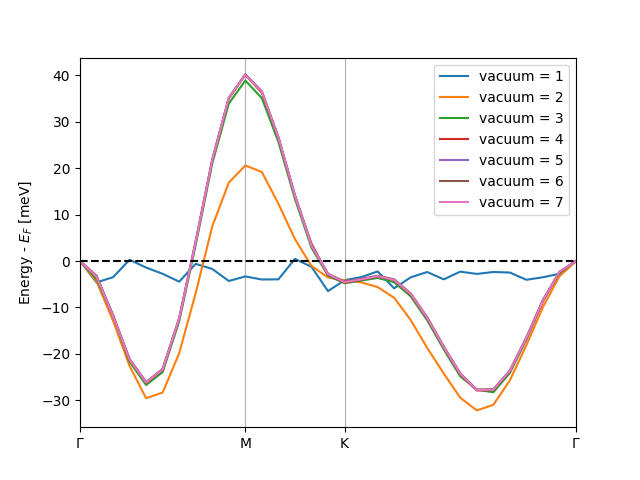 Energy - E_F [meV]
40
30
20
10
0
−10
−20
−30
Γ M K Γ
vacuum = 1
vacuum = 2
vacuum = 3
vacuum = 4
vacuum = 5
vacuum = 6
vacuum = 7